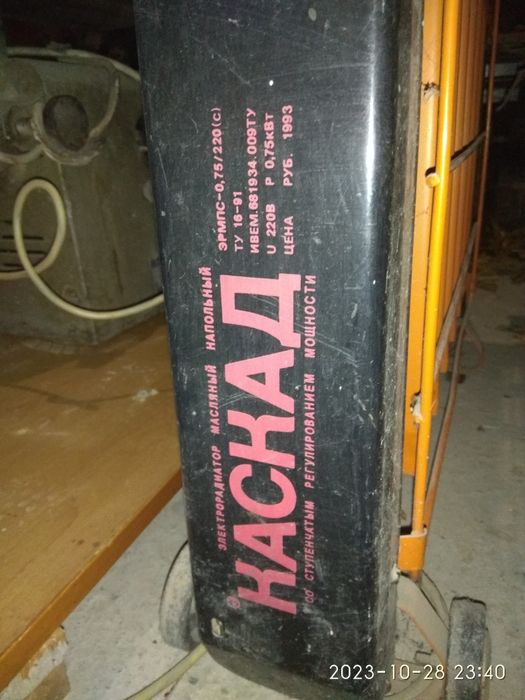 ЭЛЕКТРОРАДИАТОР МАСЛЯНЫЙ НАПОЛЬНЫЙ
КАСКАД
СО СТУПЕНЧАТЫМ РЕГУЛИРОВАНИЕМ МОЩНОСТИ
ЭРМПС-0,75/220(С)
ТУ 16-91
ИВЕМ.681934.009ТУ
U 220В Р 0,75кВт
ЦЕНА РУБ. 1993
2023-10-28 23:40